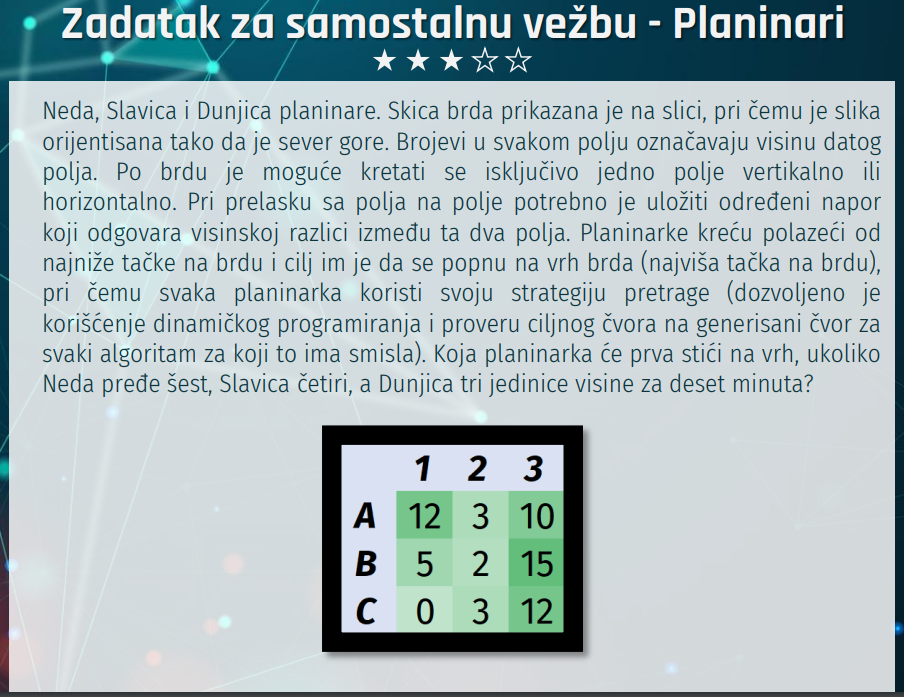 Zadatak za samostalnu vežbu - Planinari
★ ★ ★ ☆ ☆
Neda, Slavica i Dunjica planinare. Skica brda prikazana je na slici, pri čemu je slika
orijentisana tako da je sever gore. Brojevi u svakom polju označavaju visinu datog
polja. Po brdu je moguće kretati se isključivo jedno polje vertikalno ili
horizontalno. Pri prelasku sa polja na polje potrebno je uložiti određeni napor
koji odgovara visinskoj razlici između ta dva polja. Planinarke kreću polazeći od
najniže tačke na brdu i cilj im je da se popnu na vrh brda (najviša tačka na brdu),
pri čemu svaka planinarka koristi svoju strategiju pretrage (dozvoljeno je
korišćenje dinamičkog programiranja i proveru ciljnog čvora na generisani čvor za
svaki algoritam za koji to ima smisla). Koja planinarka će prva stići na vrh, ukoliko
Neda pređe šest, Slavica četiri, a Dunjica tri jedinice visine za deset minuta?
1 2 3
A 12 3 10
B 5 2 15
C 0 3 12